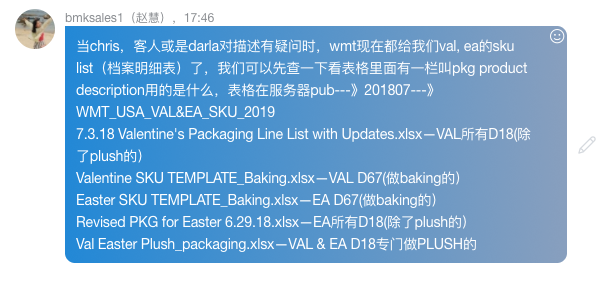 bmksales1（赵慧），17:46
当chris，客人或是darla对描述有疑问时，wmt现在都给我们val, ea的sku
list（档案明细表）了，我们可以先查一下看表格里面有一栏叫pkg product
description用的是什么，表格在服务器pub---》201807---》
WMT_USA_VAL&EA_SKU_2019
7.3.18 Valentine's Packaging Line List with Updates.xlsx—VAL所有D18(除
了plush的)
Valentine SKU TEMPLATE_Baking.xlsx—VAL D67(做baking的)
Easter SKU TEMPLATE_Baking.xlsx—EA D67(做baking的)
Revised PKG for Easter 6.29.18.xlsx—EA所有D18(除了plush的）
Val Easter Plush_packaging.xlsx—VAL & EA D18专门做PLUSH的